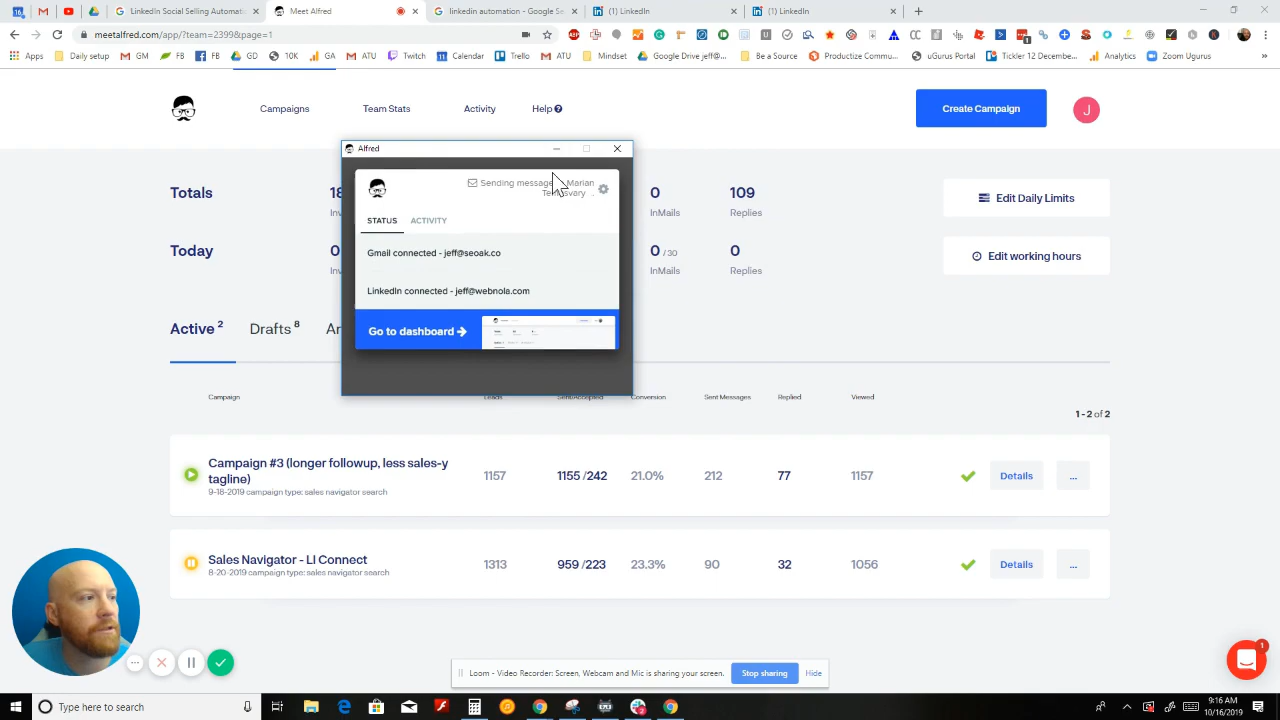 LinkedIn Social Selling Automati
Meet Alfred
linkedin automation - Google Se
LinkedIn
LinkedIn
meetalfred.com/app/?team=2399&page=1
Apps
Daily setup
GM
FB
FB
GD
10K
GA
ATU
Twitch
Calendar
Trello
ATU
Mindset
Google Drive jeff@...
Be a Source
Productize Commu...
uGurus Portal
Tickler 12 Decembe...
Analytics
Zoom Ugurus
Campaigns
Team Stats
Activity
Help
Create Campaign
J
Alfred
Sending message
Marian
STATUS
ACTIVITY
Gmail connected - jeff@seoak.co
LinkedIn connected - jeff@webnola.com
Go to dashboard
Totals
0
InMails
109
Replies
Edit Daily Limits
Today
0
0 / 30
InMails
0
Replies
Edit working hours
Active 2
Drafts 8
Campaign
Leads
Sent/Accepted
Conversion
Sent Messages
Replied
Viewed
1 - 2 of 2
Campaign #3 (longer followup, less sales-y
tagline)
9-18-2019 campaign type: sales navigator search
1157
1155 /242
21.0%
212
77
1157
Details
...
Sales Navigator - LI Connect
8-20-2019 campaign type: sales navigator search
1313
959 /223
23.3%
90
32
1056
Details
...
Loom - Video Recorder: Screen, Webcam and Mic is sharing your screen.
Stop sharing
Hide
1
Type here to search
9:16 AM
10/16/2019